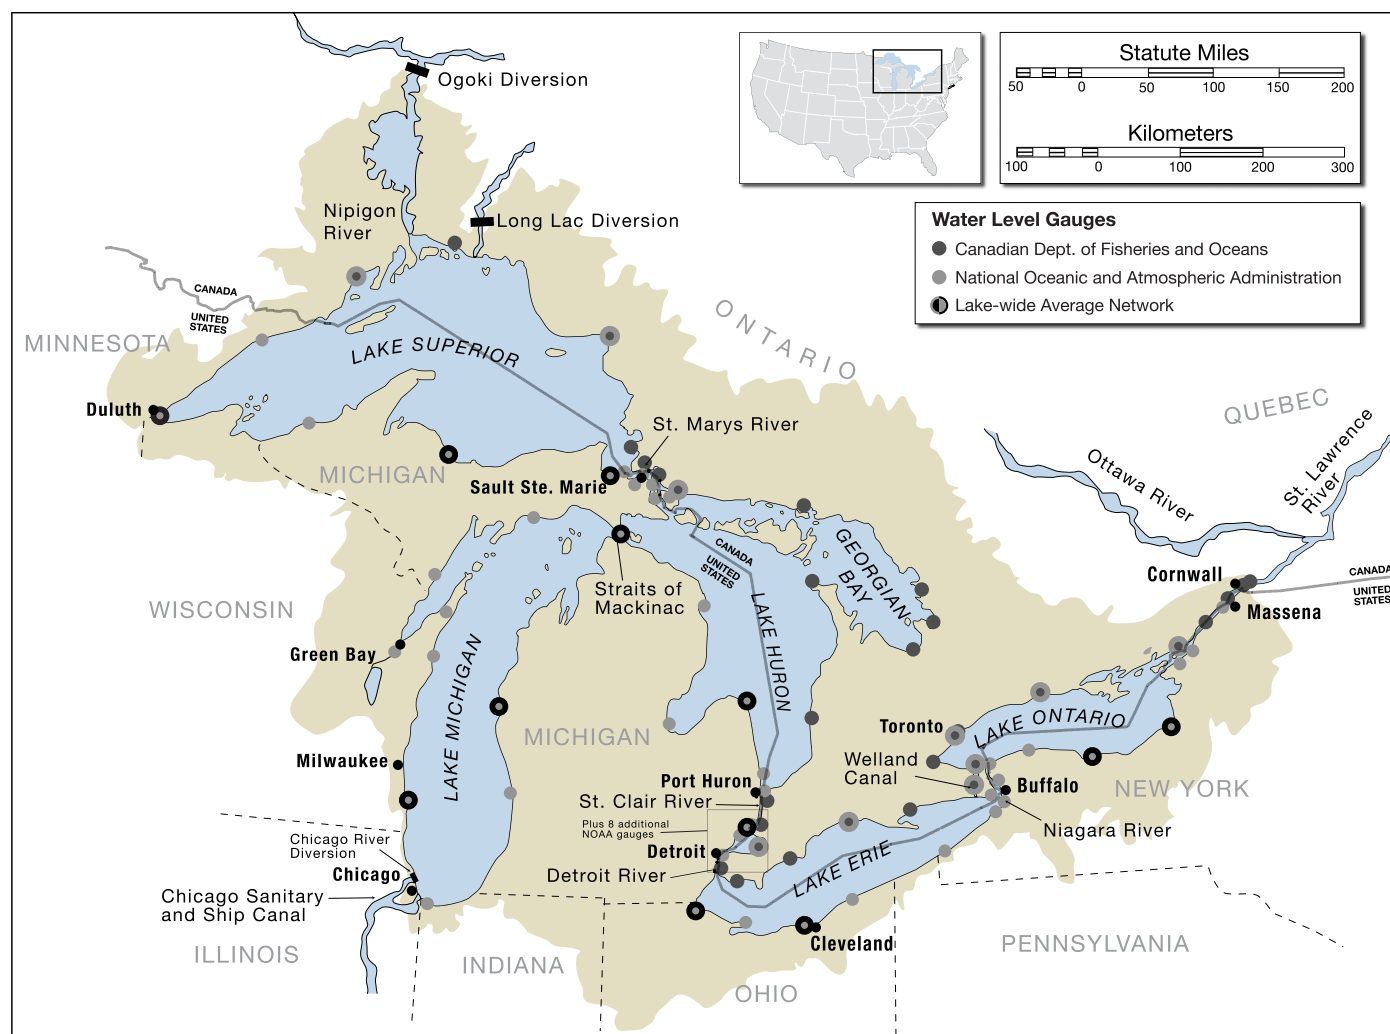 Ogoki Diversion
Statute Miles
50 0 50 100 150 200
Kilometers
100 0 100 200 300
Nipigon
River
Long Lac Diversion
Water Level Gauges
Canadian Dept. of Fisheries and Oceans
National Oceanic and Atmospheric Administration
Lake-wide Average Network
CANADA
UNITED
STATES
ONTARIO
MINNESOTA
LAKE SUPERIOR
Duluth
QUEBEC
St. Marys River
MICHIGAN
Sault Ste. Marie
Ottawa River
St. Lawrence
River
CANADA
UNITED
STATES
GEORGIAN
BAY
Straits of
Mackinac
Cornwall
CANADA
UNITED
STATES
Massena
WISCONSIN
Green Bay
LAKE MICHIGAN
LAKE HURON
MICHIGAN
Toronto
LAKE ONTARIO
Milwaukee
Welland
Canal
Port Huron
Buffalo
NEW YORK
St. Clair River
Plus 8 additional
NOAA gauges
Niagara River
Chicago River
Diversion
Detroit
LAKE ERIE
Chicago
Detroit River
Chicago Sanitary
and Ship Canal
Cleveland
PENNSYLVANIA
ILLINOIS
INDIANA
OHIO